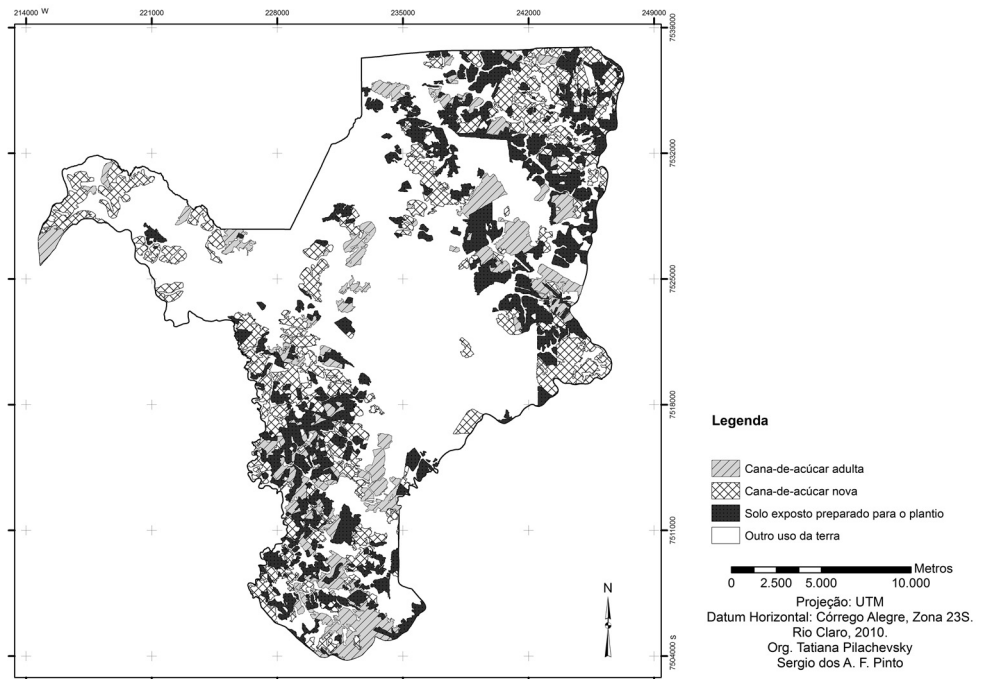 214000 W
221000
228000
235000
242000
249000
7539000
7532000
7525000
7518000
7511000
7504000 S
Legenda
Cana-de-açúcar adulta
Cana-de-açúcar nova
Solo exposto preparado para o plantio
Outro uso da terra
Metros
0 2.500 5.000 10.000
N
Projeção: UTM
Datum Horizontal: Córrego Alegre, Zona 23S.
Rio Claro, 2010.
Org. Tatiana Pilachevsky
Sergio dos A. F. Pinto